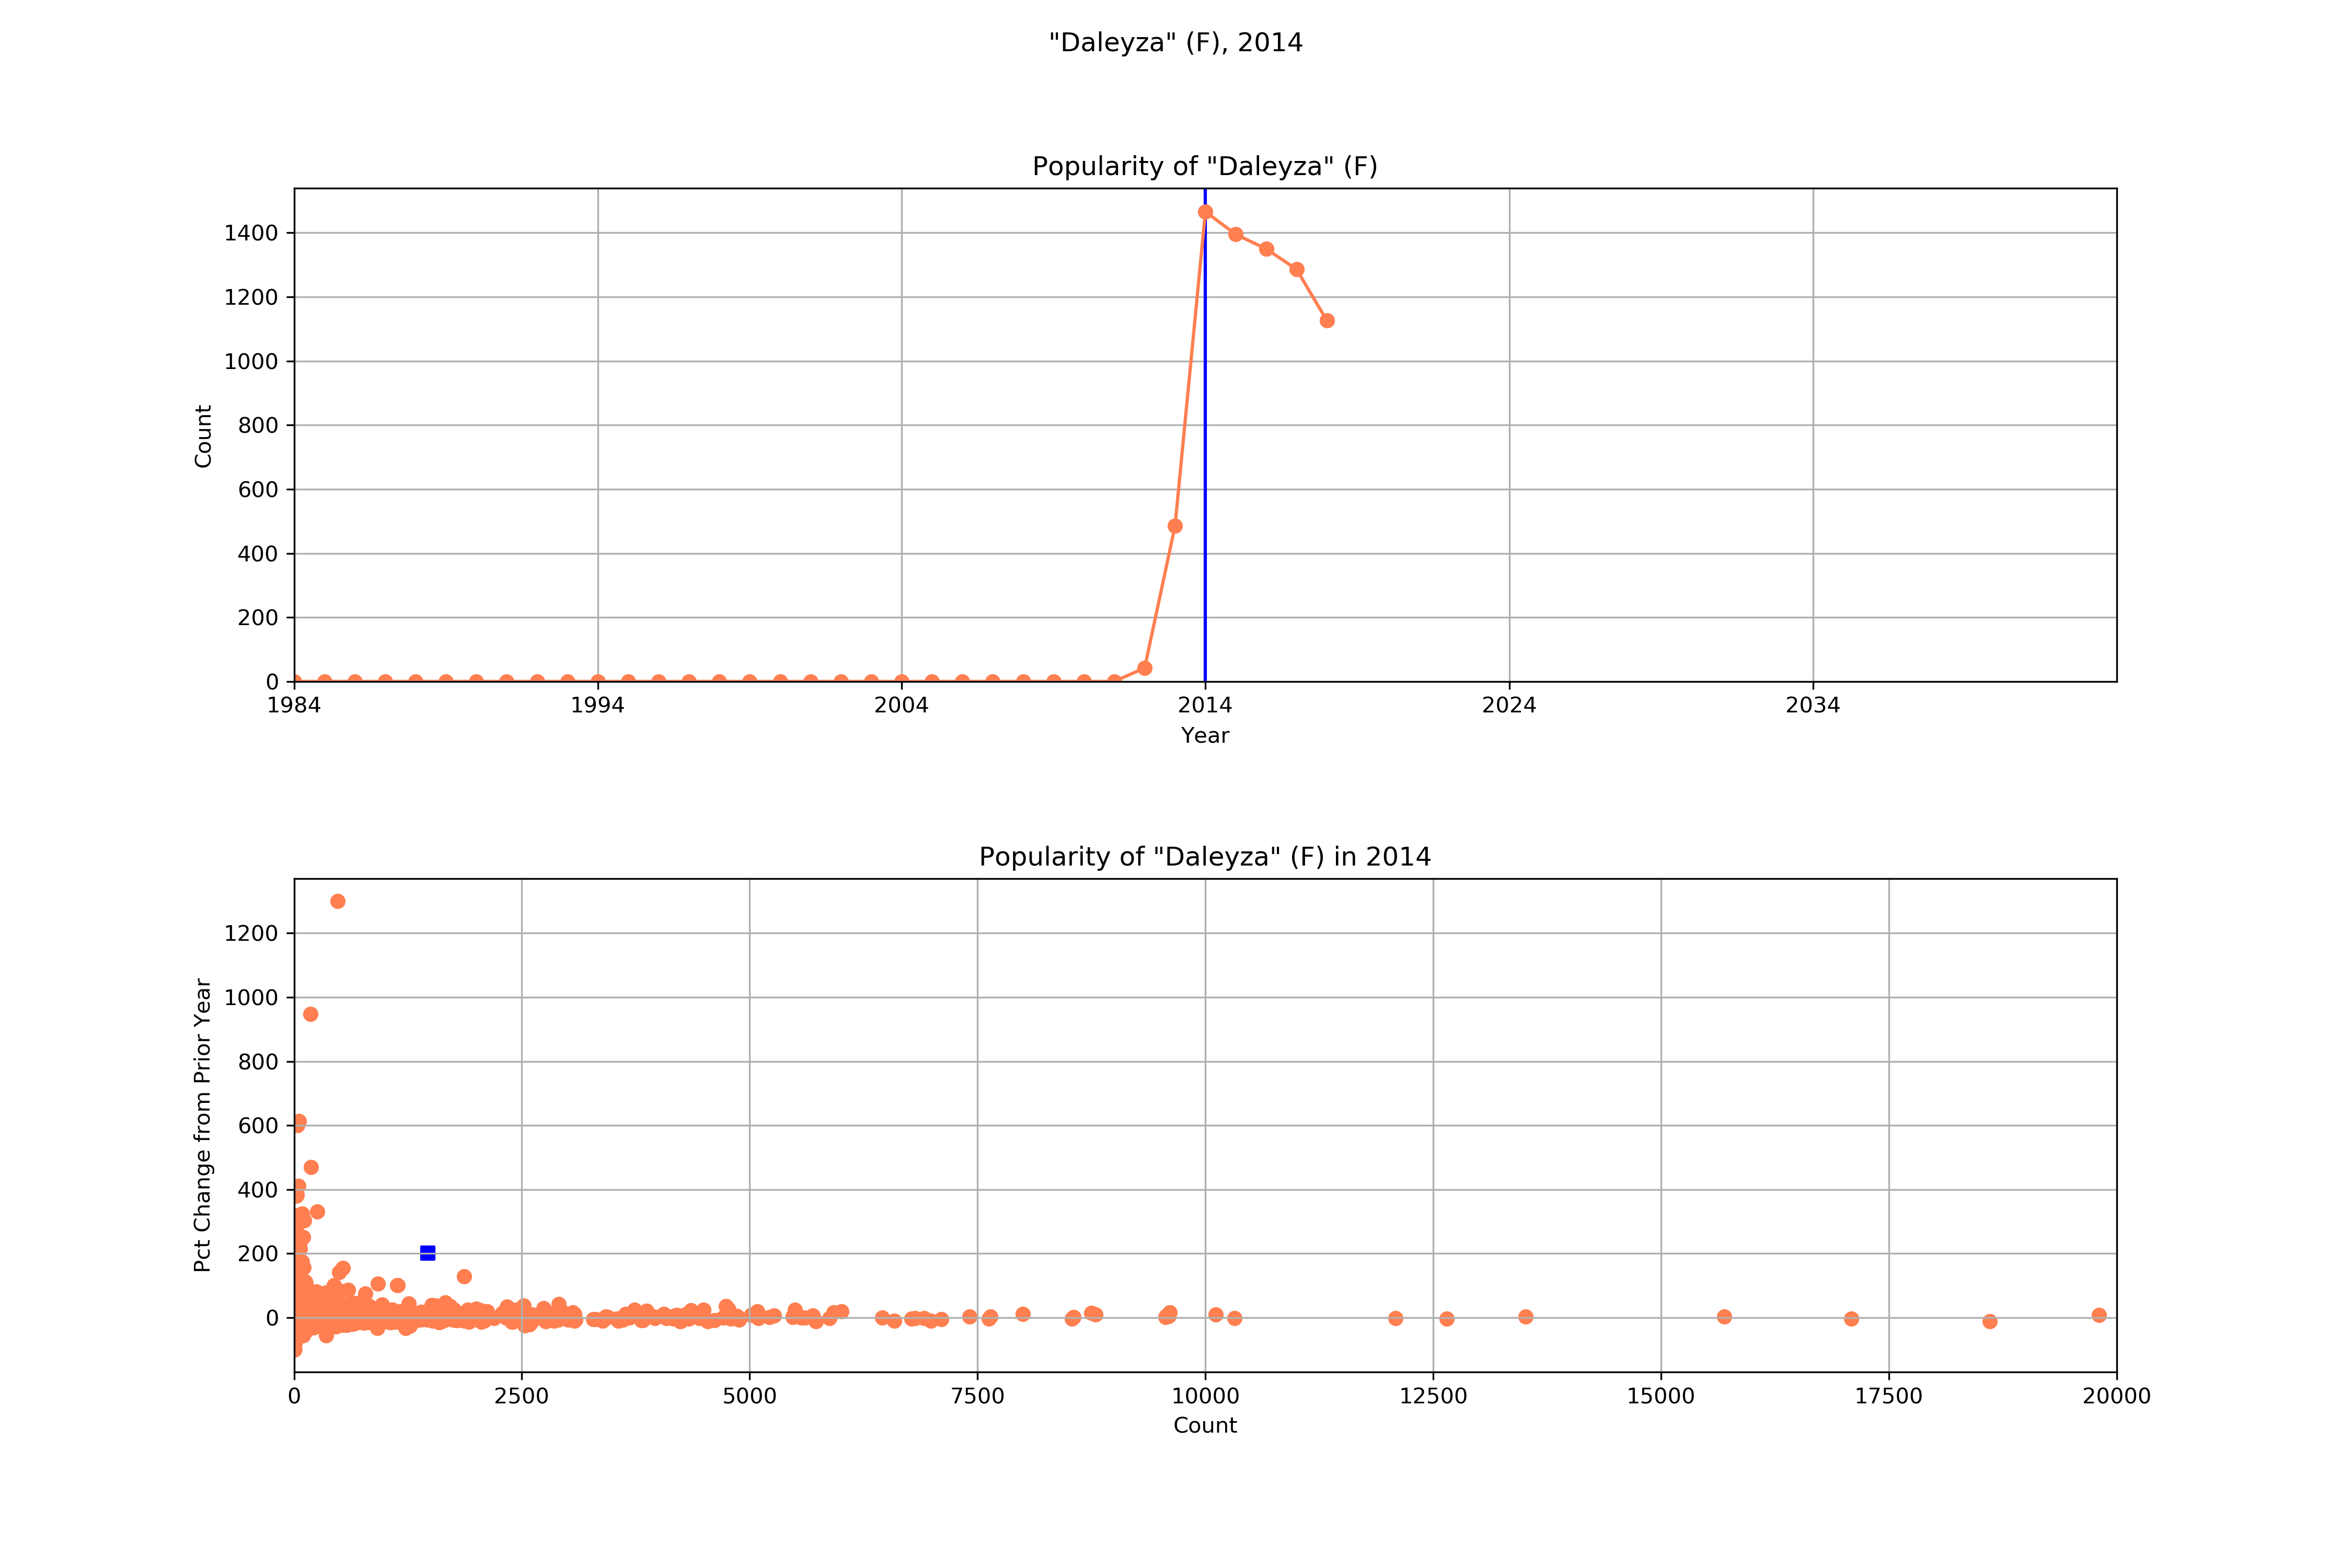 "Daleyza" (F), 2014
Popularity of "Daleyza" (F)
1400
1200
1000
800
600
400
200
0
Count
1984 1994 2004 2014 2024 2034
Year
Popularity of "Daleyza" (F) in 2014
1200
1000
800
600
400
200
0
Pct Change from Prior Year
0 2500 5000 7500 10000 12500 15000 17500 20000
Count